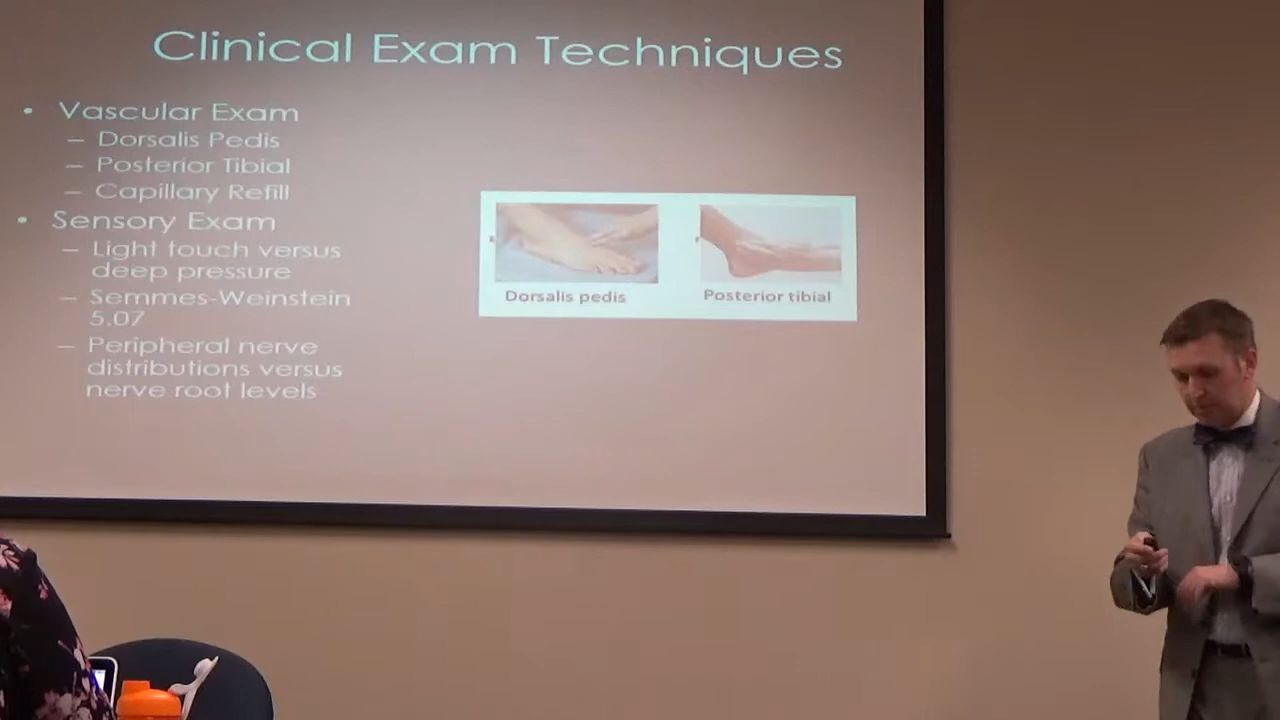 Clinical Exam Techniques
• Vascular Exam
– Dorsalis Pedis
– Posterior Tibial
– Capillary Refill
• Sensory Exam
– Light touch versus
deep pressure
– Semmes-Weinstein
5.07
– Peripheral nerve
distributions versus
nerve root levels
Dorsalis pedis
Posterior tibial